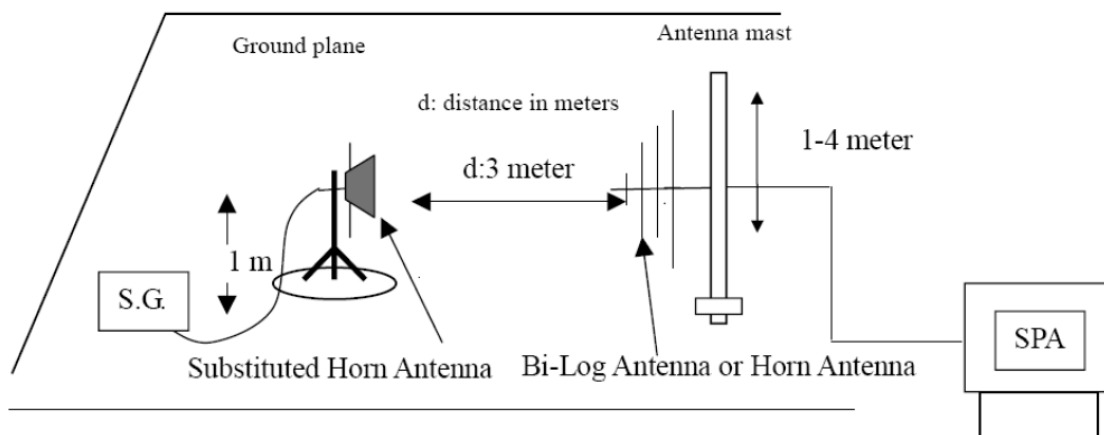 Ground plane
Antenna mast
d: distance in meters
1-4 meter
d:3 meter
1 m
S.G.
SPA
Substituted Horn Antenna
Bi-Log Antenna or Horn Antenna